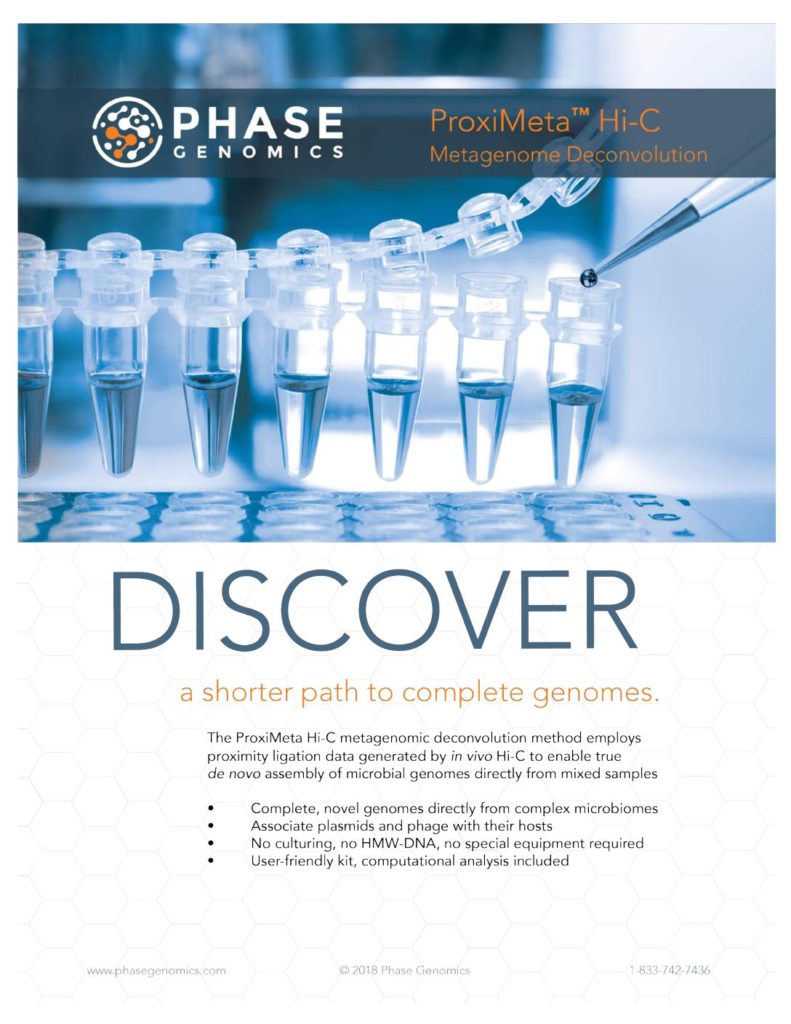 PHASE
GENOMICS
ProxiMeta™ Hi-C
Metagenome Deconvolution
DISCOVER
a shorter path to complete genomes.
The ProxiMeta Hi-C metagenomic deconvolution method employs
proximity ligation data generated by in vivo Hi-C to enable true
de novo assembly of microbial genomes directly from mixed samples
• Complete, novel genomes directly from complex microbiomes
• Associate plasmids and phage with their hosts
• No culturing, no HMW-DNA, no special equipment required
• User-friendly kit, computational analysis included
www.phasegenomics.com
© 2018 Phase Genomics
1-833-742-7436